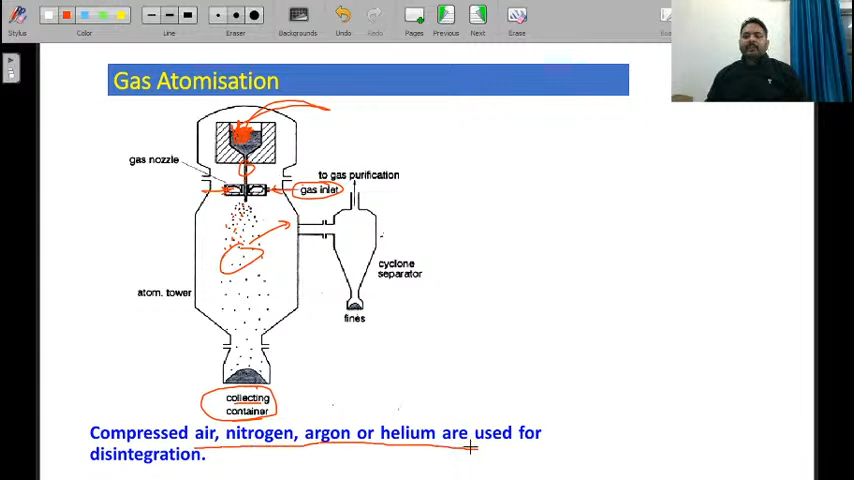 Stylus
Color
Line
Eraser
Backgrounds
Undo
Redo
Pages
Previous
Next
Erase
Gas Atomisation
gas nozzle
to gas purification
gas inlet
cyclone
separator
atom. tower
fines
collecting
container
Compressed air, nitrogen, argon or helium are used for
disintegration.